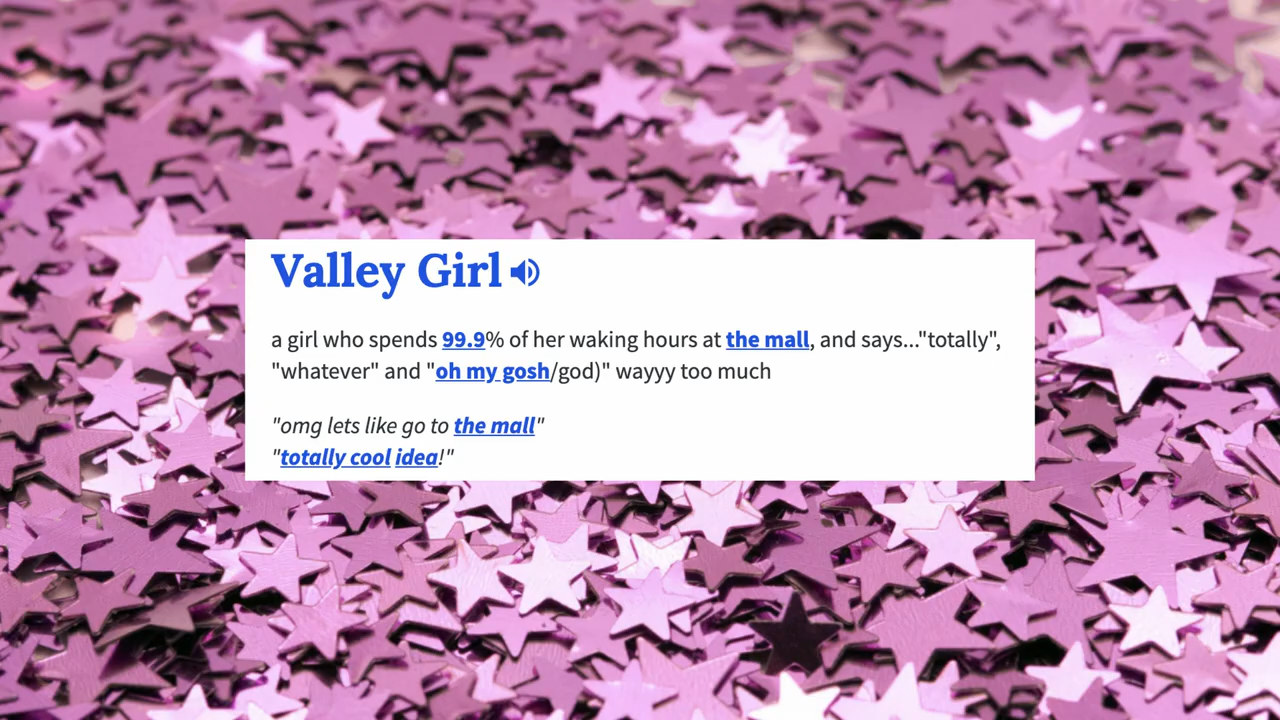 Valley Girl
a girl who spends 99.9% of her waking hours at the mall, and says..."totally",
"whatever" and "oh my gosh/god)" wayyy too much
"omg lets like go to the mall"
"totally cool idea!"